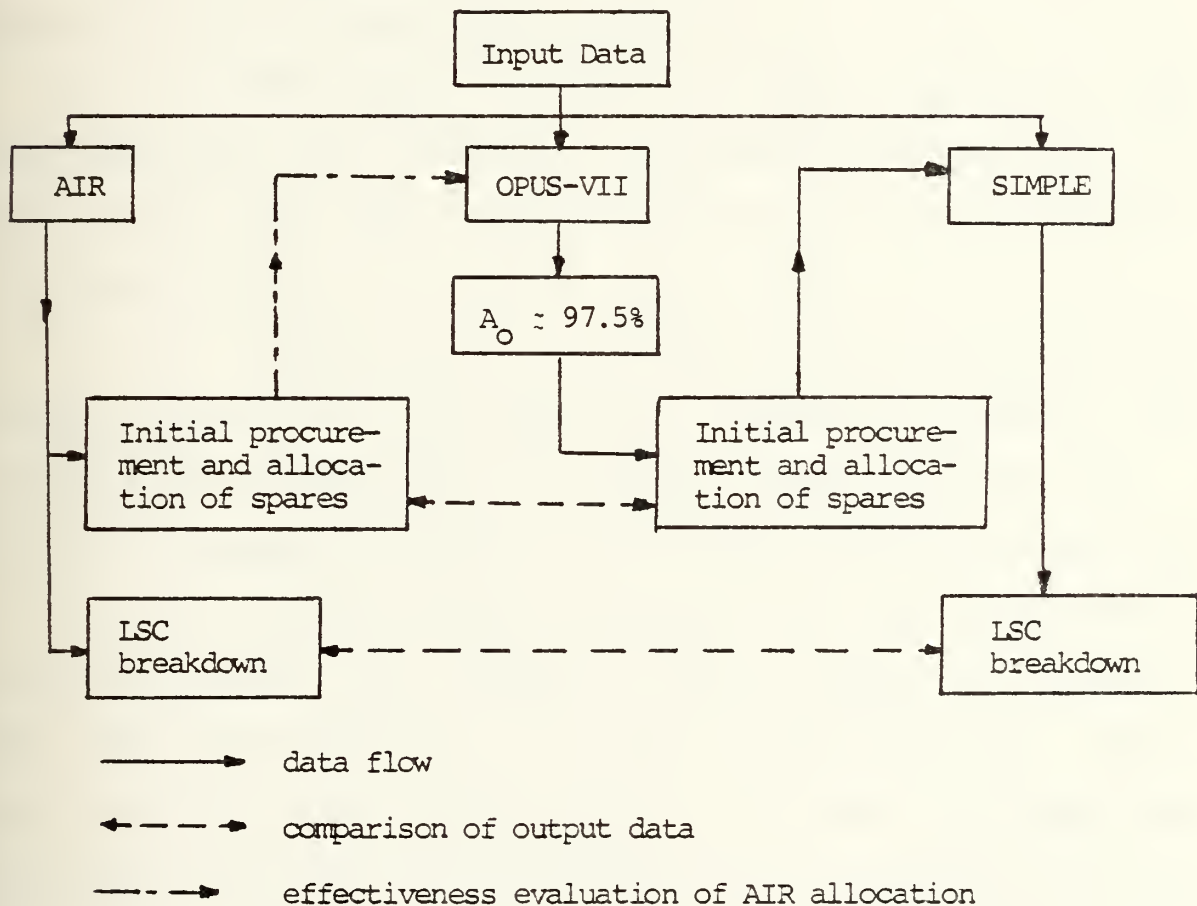 Input Data
AIR
OPUS-VII
SIMPLE
A_O ≈ 97.5%
Initial procure-
ment and alloca-
tion of spares
Initial procure-
ment and alloca-
tion of spares
LSC
breakdown
LSC
breakdown
data flow
comparison of output data
effectiveness evaluation of AIR allocation